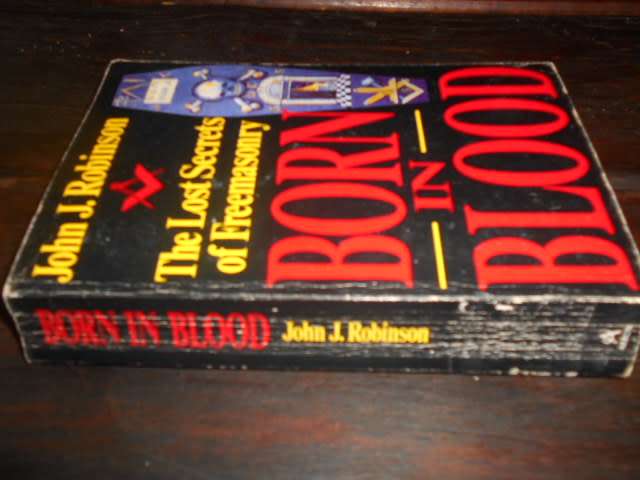 BORN
IN
BLOOD
The Lost Secrets
of Freemasonry
John J. Robinson
BORN IN BLOOD John J. Robinson